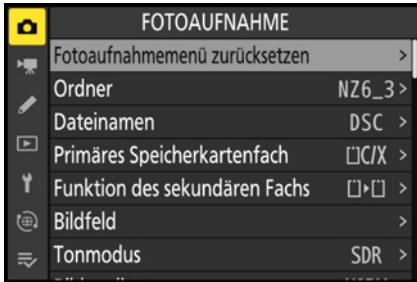 FOTOAUFNAHME
Fotoaufnahmemenü zurücksetzen >
Ordner NZ6_3 >
Dateinamen DSC >
Primäres Speicherkartenfach C/X >
Funktion des sekundären Fachs >
Bildfeld >
Tonmodus SDR >